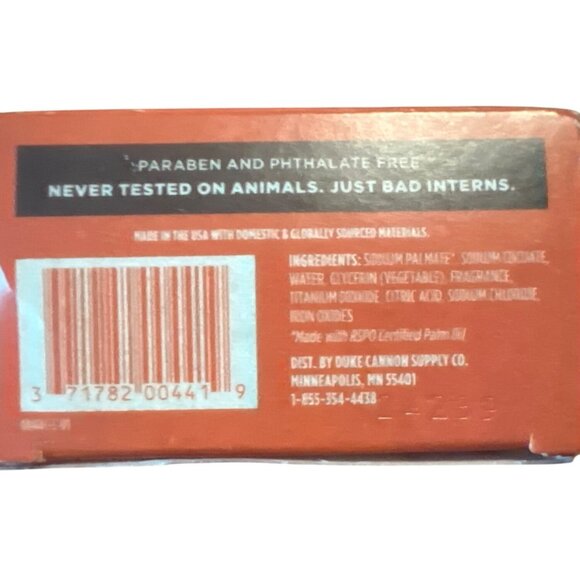 PARABEN AND PHTHALATE FREE
NEVER TESTED ON ANIMALS. JUST BAD INTERNS.
MADE IN THE USA WITH DOMESTIC & GLOBALLY SOURCED MATERIALS.
INGREDIENTS: SODIUM PALMATE*, SODIUM COCOATE,
WATER, GLYCERIN (VEGETABLE), FRAGRANCE,
TITANIUM DIOXIDE, CITRIC ACID, SODIUM CHLORIDE,
IRON OXIDES
*Made with RSPO Certified Palm Oil
DIST. BY DUKE CANNON SUPPLY CO.
MINNEAPOLIS, MN 55401
1-855-354-4438
3 71782 00441 9